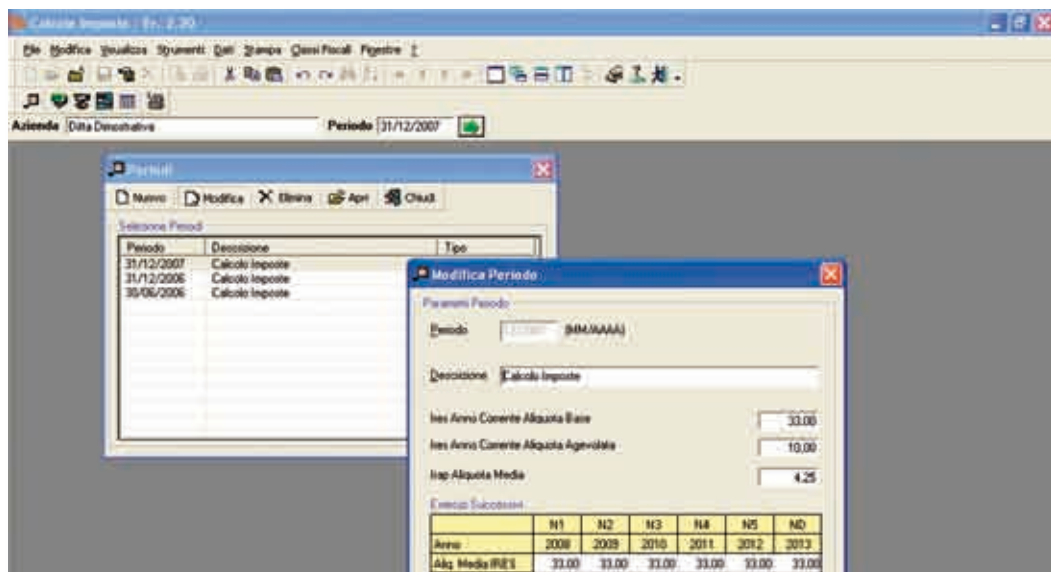 Calcolo Imposte : Er. 2.30
File Modifica Visualizza Strumenti Dati Stampa Quadri Fiscali Finestre ?
Azienda Ditta Dimostrativa Periodo 31/12/2007
Periodi
Nuovo Modifica Elimina Apri Chiudi
Selezione Periodi
Periodo Descrizione Tipo
31/12/2007 Calcolo Imposte
31/12/2006 Calcolo Imposte
30/06/2006 Calcolo Imposte
Modifica Periodo
Parametri Periodo
Periodo (MM/AAAA)
Descrizione Calcolo Imposte
Ires Anno Corrente Aliquota Base 33.00
Ires Anno Corrente Aliquota Agevolata 10,00
Irap Aliquota Media 4.25
Esercizi Successivi
N1 N2 N3 N4 N5 ND
Anno 2008 2009 2010 2011 2012 2013
Aliq. Media IRES 33.00 33.00 33.00 33.00 33.00 33.00